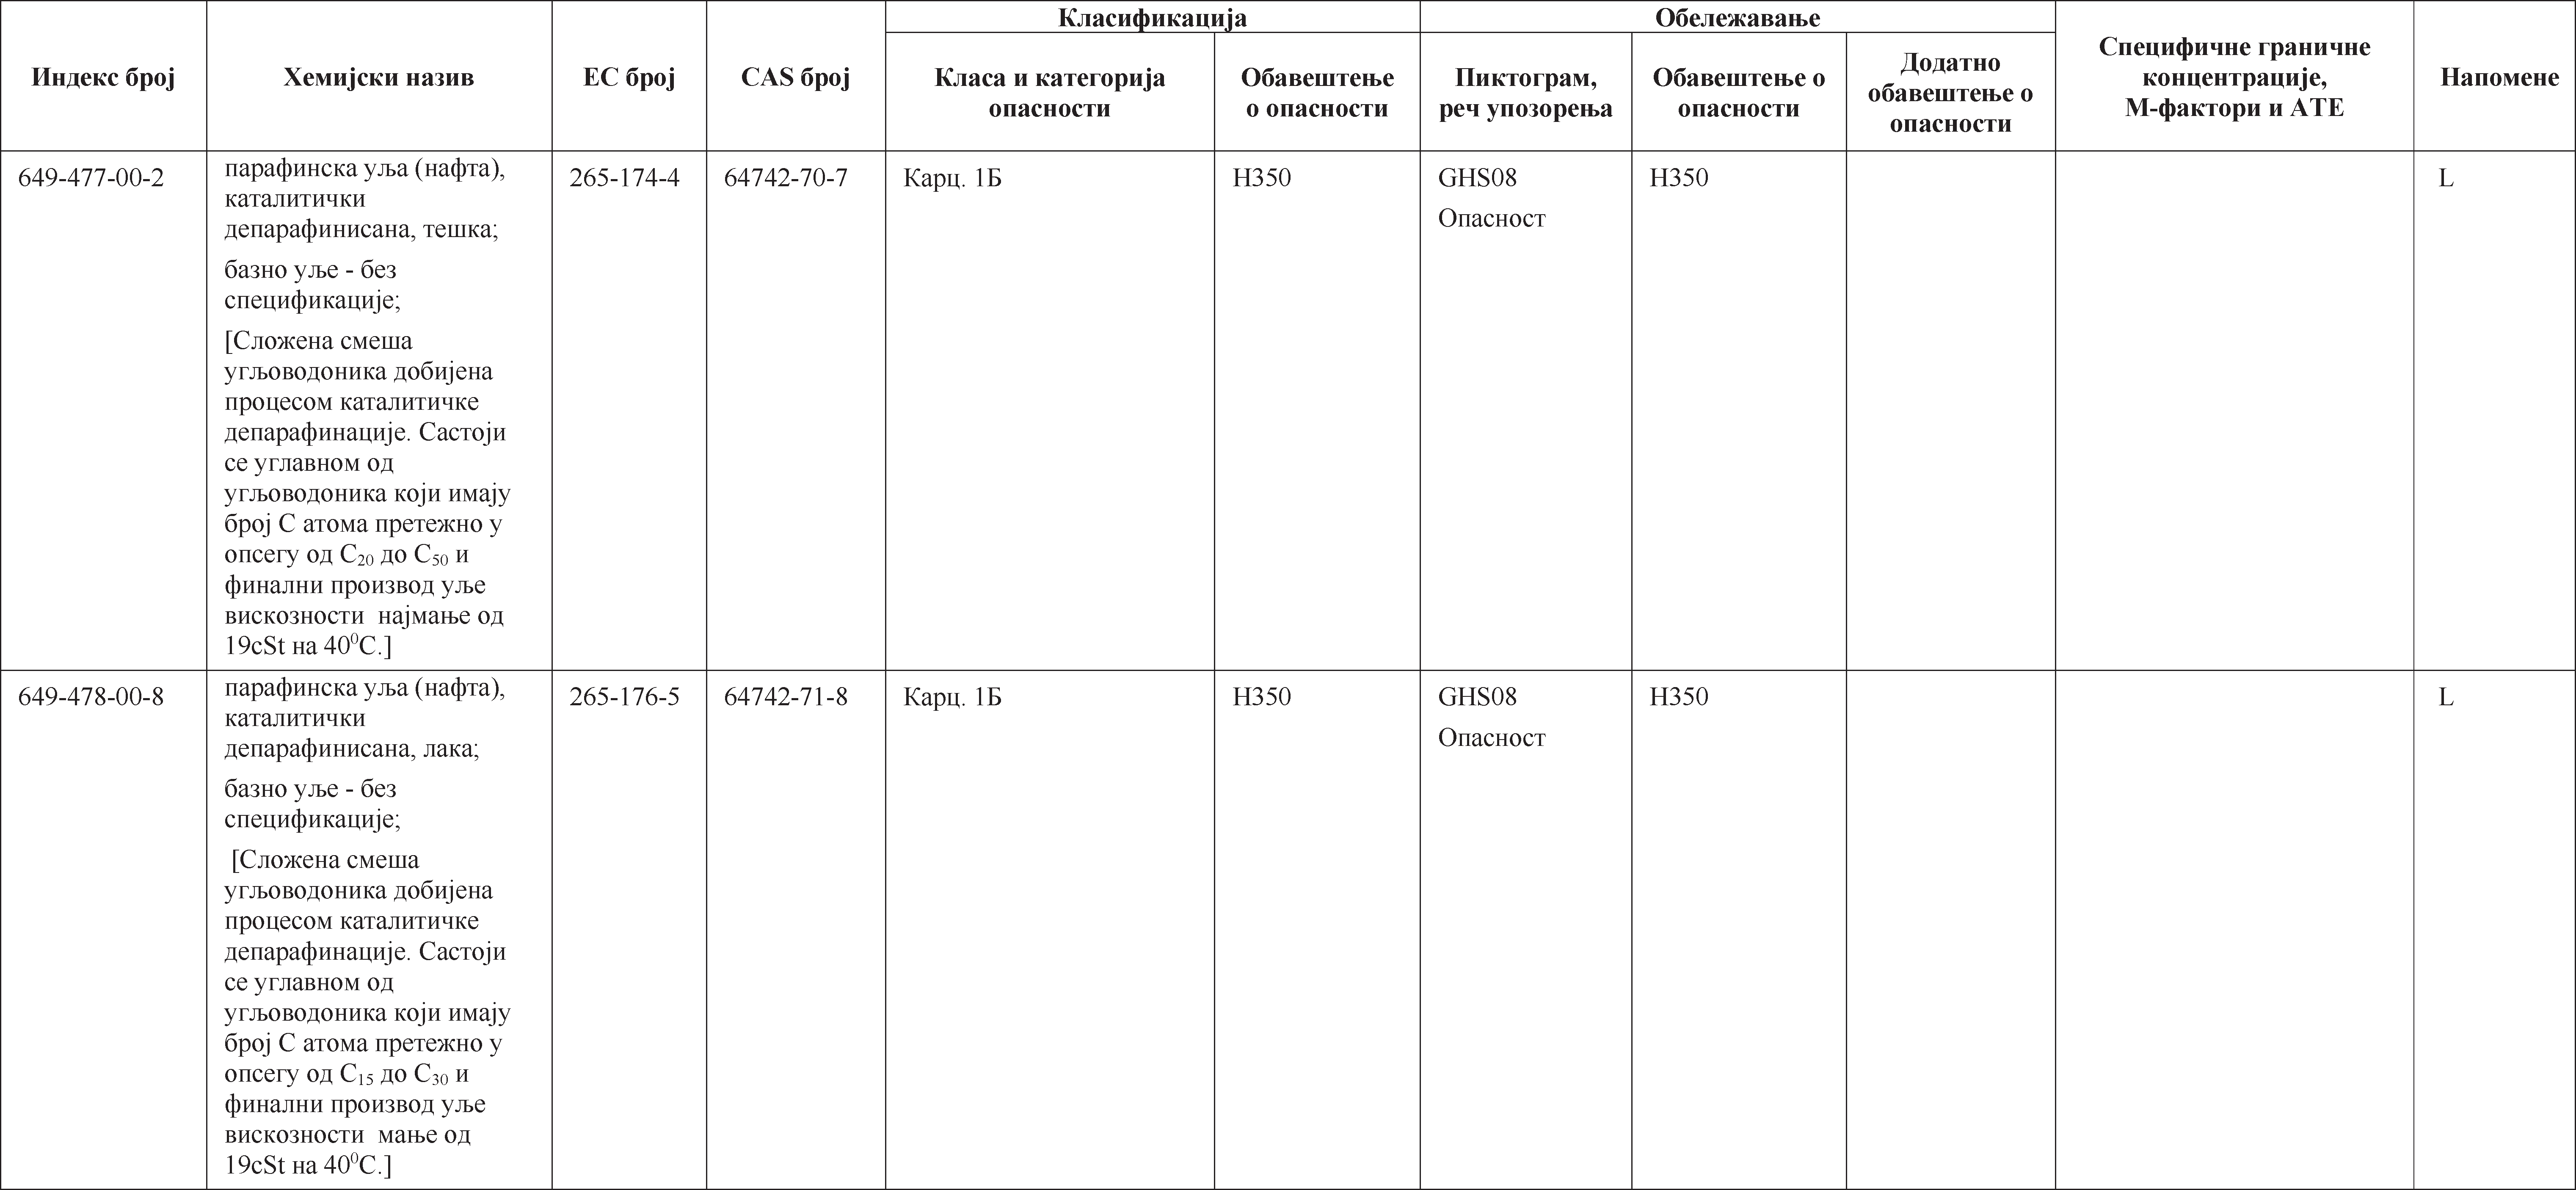 Индекс број
Хемијски назив
ЕС број
CAS број
Класификација
Класа и категорија
опасности
Обавештење
о опасности
Обележавање
Пиктограм,
реч упозорења
Обавештење о
опасности
Додатно
обавештење о
опасности
Специфичне граничне
концентрације,
М-фактори и АТЕ
Напомене
649-477-00-2
парафинска уља (нафта),
каталитички
депарафинисана, тешка;
базно уље - без
спецификације;
[Сложена смеша
угљоводоника добијена
процесом каталитичке
депарафинације. Састоји
се углавном од
угљоводоника који имају
број С атома претежно у
опсегу од C₂₀ до C₅₀ и
финални производ уље
вискозности  најмање од
19cSt на 40⁰C.]
265-174-4
64742-70-7
Карц. 1Б
H350
GHS08
Опасност
H350
L
649-478-00-8
парафинска уља (нафта),
каталитички
депарафинисана, лака;
базно уље - без
спецификације;
[Сложена смеша
угљоводоника добијена
процесом каталитичке
депарафинације. Састоји
се углавном од
угљоводоника који имају
број С атома претежно у
опсегу од C₁₅ до C₃₀ и
финални производ уље
вискозности  мање од
19cSt на 40⁰C.]
265-176-5
64742-71-8
Карц. 1Б
H350
GHS08
Опасност
H350
L